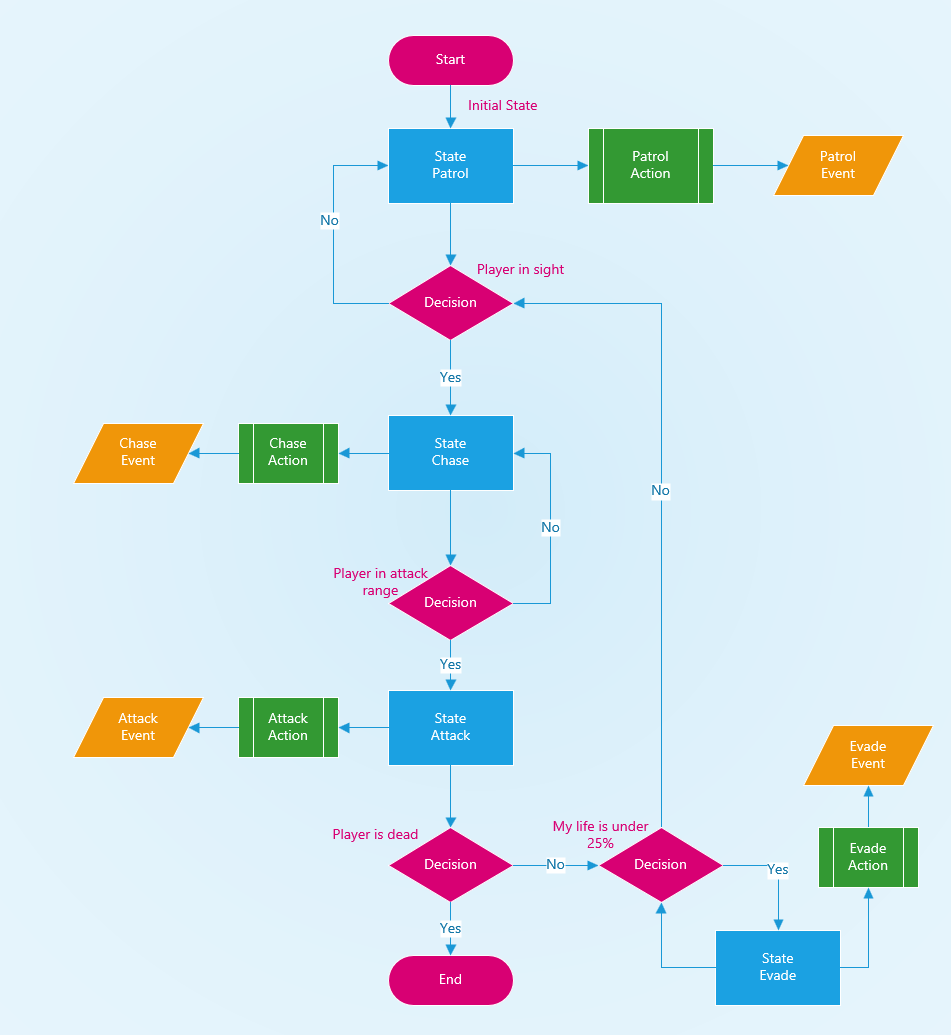 Start
Initial State
State
Patrol
Patrol
Action
Patrol
Event
No
Player in sight
Decision
Yes
Chase
Event
Chase
Action
State
Chase
No
No
Player in attack
range
Decision
Yes
Attack
Event
Attack
Action
State
Attack
Evade
Event
Player is dead
Decision
No
My life is under
25%
Decision
Yes
Evade
Action
Yes
State
Evade
End